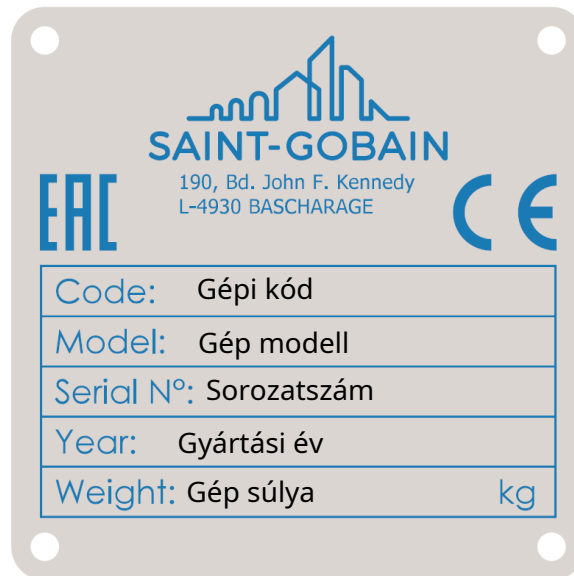 SAINT-GOBAIN
190, Bd. John F. Kennedy
L-4930 BASCHARAGE
EAC
CE
Code: Gépi kód
Model: Gép modell
Serial N°: Sorozatszám
Year: Gyártási év
Weight: Gép súlya kg